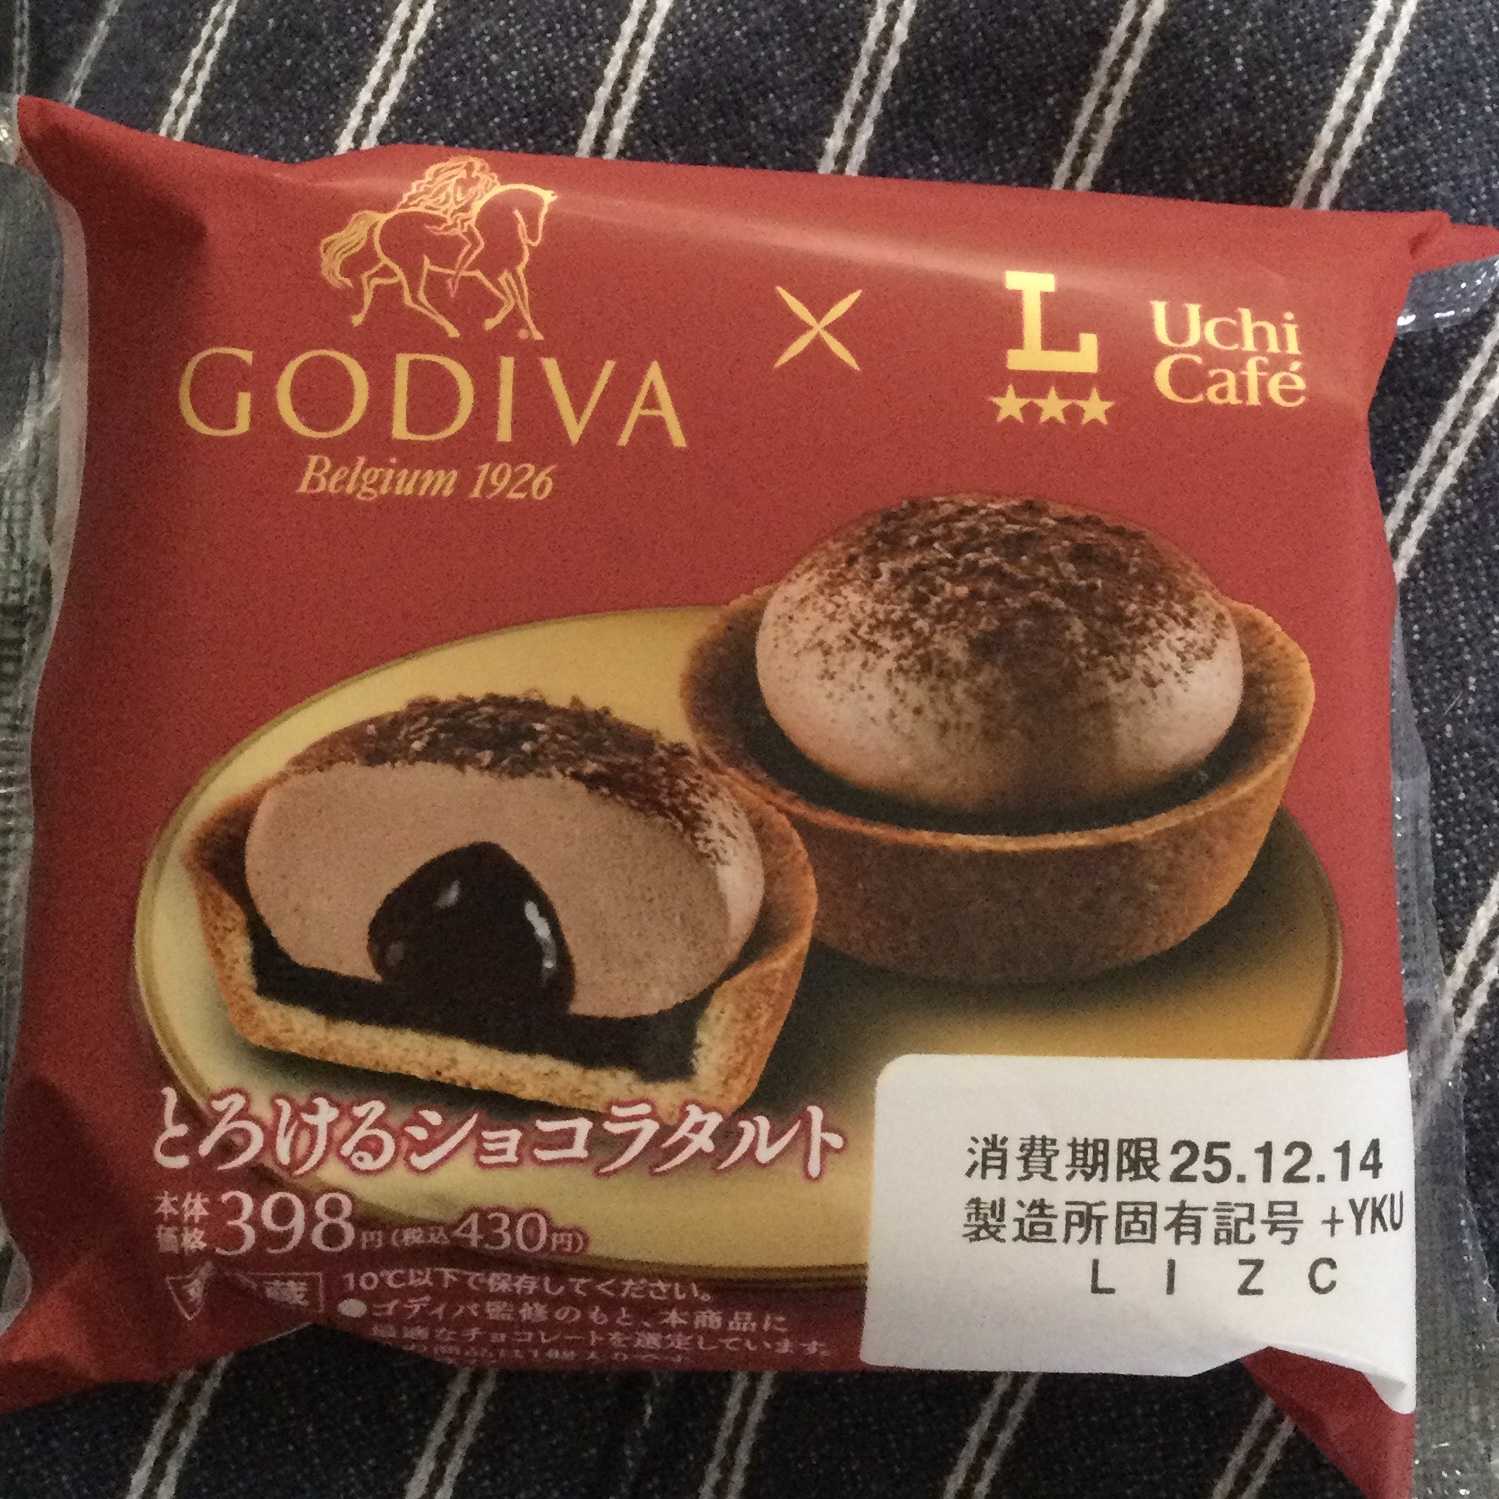 GODIVA
Belgium 1926
L
Uchi
Café
とろけるショコラタルト
本体
価格398円(税込430円)
蔵
10℃以下で保存してください。
●ゴディバ監修のもと、本商品に
最適なチョコレートを選定しています。
消費期限25.12.14
製造所固有記号 +YKU
L I Z C